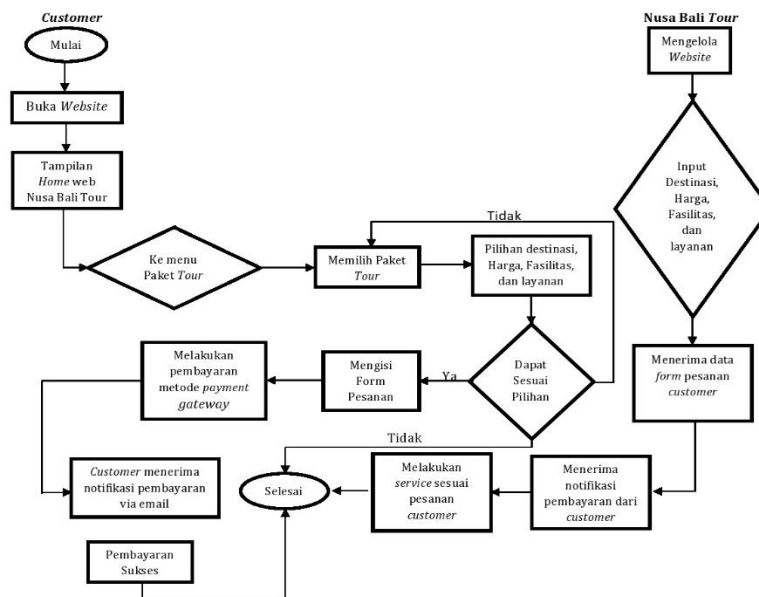 Customer
Nusa Bali Tour
Mulai
Mengelola
Website
Buka Website
Tampilan
Home web
Nusa Bali Tour
Input
Destinasi,
Harga,
Fasilitas,
dan
layanan
Tidak
Ke menu
Paket Tour
Memilih Paket
Tour
Pilihan destinasi,
Harga, Fasilitas,
dan layanan
Melakukan
pembayaran
metode payment
gateway
Mengisi
Form
Pesanan
Ya
Dapat
Sesuai
Pilihan
Menerima data
form pesanan
customer
Tidak
Customer menerima
notifikasi pembayaran
via email
Selesai
Melakukan
service sesuai
pesanan
customer
Menerima
notifikasi
pembayaran dari
customer
Pembayaran
Sukses